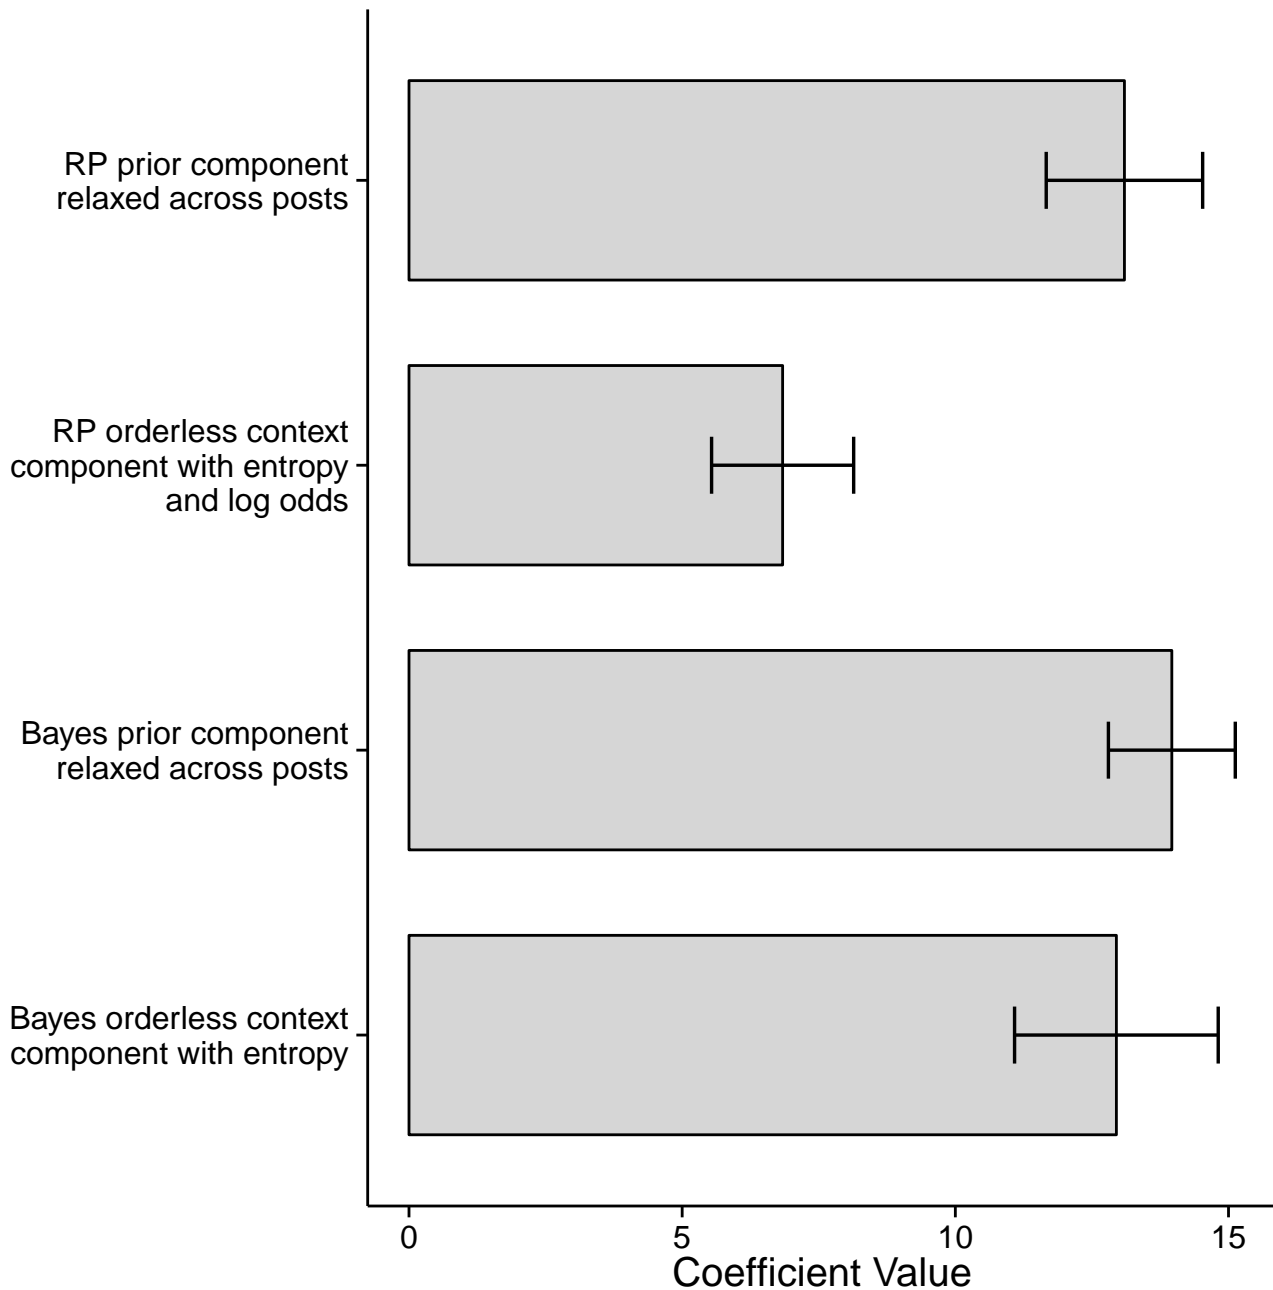 RP prior component
relaxed across posts
RP orderless context
component with entropy
and log odds
Bayes prior component
relaxed across posts
Bayes orderless context
component with entropy
0 5 10 15
Coefficient Value